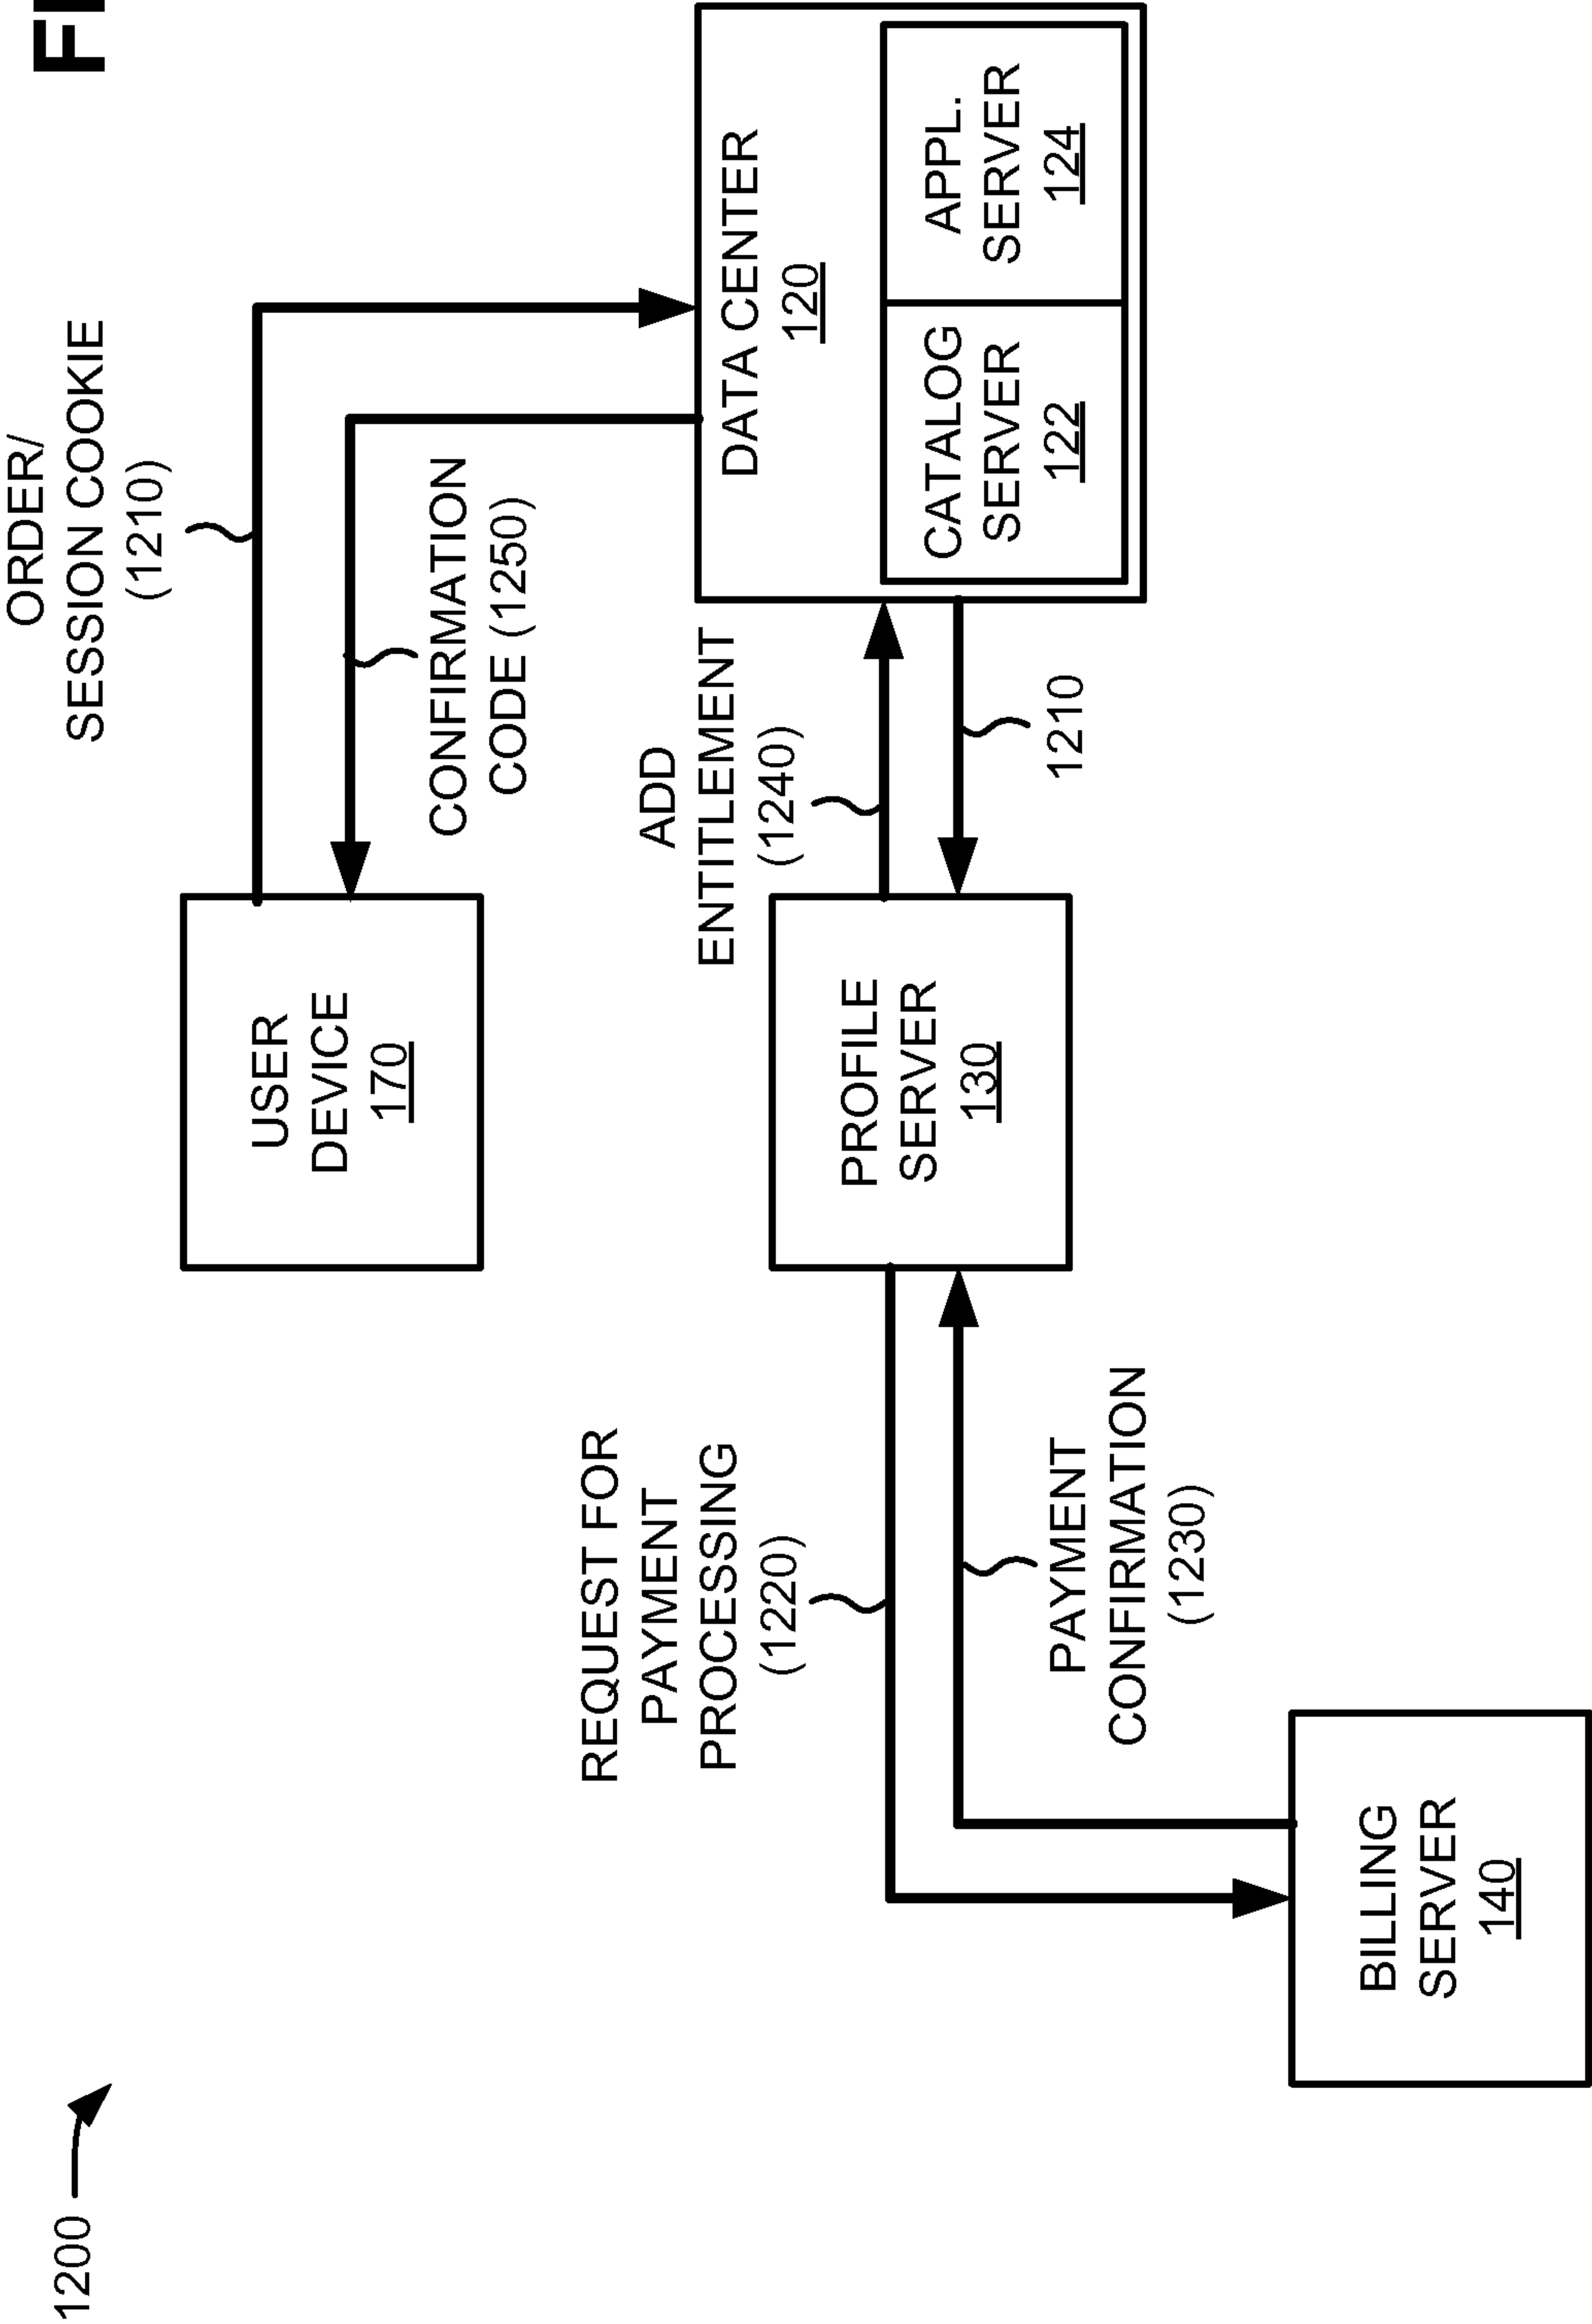 1200
ORDER/
SESSION COOKIE
(1210)
USER
DEVICE
170
CONFIRMATION
CODE (1250)
REQUEST FOR
PAYMENT
PROCESSING
(1220)
ADD
ENTITLEMENT
(1240)
DATA CENTER
120
PROFILE
SERVER
130
CATALOG
SERVER
122
APPL.
SERVER
124
1210
PAYMENT
CONFIRMATION
(1230)
BILLING
SERVER
140